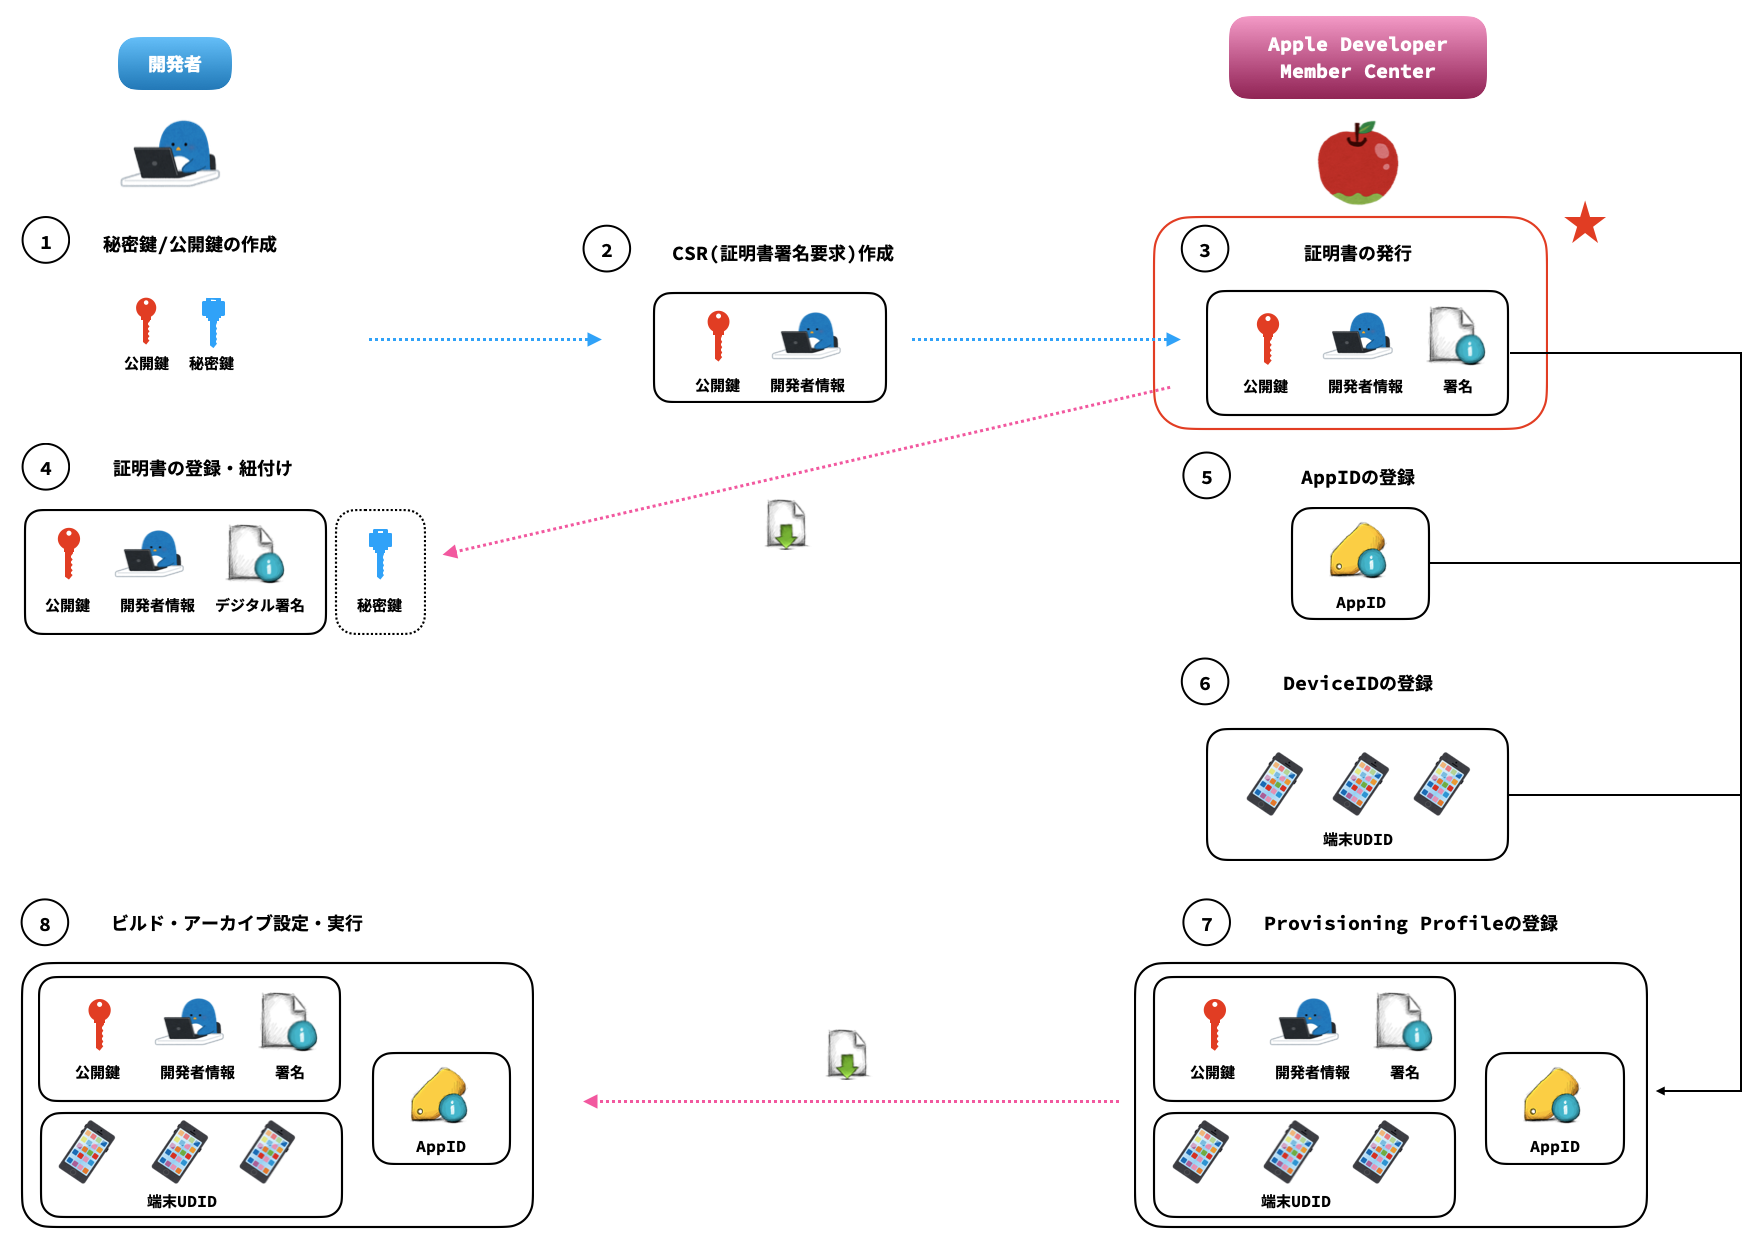 開発者
Apple Developer
Member Center
1
秘密鍵/公開鍵の作成
公開鍵
秘密鍵
2
CSR(証明書署名要求)作成
公開鍵
開発者情報
3
証明書の発行
公開鍵
開発者情報
署名
4
証明書の登録・紐付け
公開鍵
開発者情報
デジタル署名
秘密鍵
5
AppIDの登録
AppID
6
DeviceIDの登録
端末UDID
7
Provisioning Profileの登録
公開鍵
開発者情報
署名
AppID
端末UDID
8
ビルド・アーカイブ設定・実行
公開鍵
開発者情報
署名
AppID
端末UDID